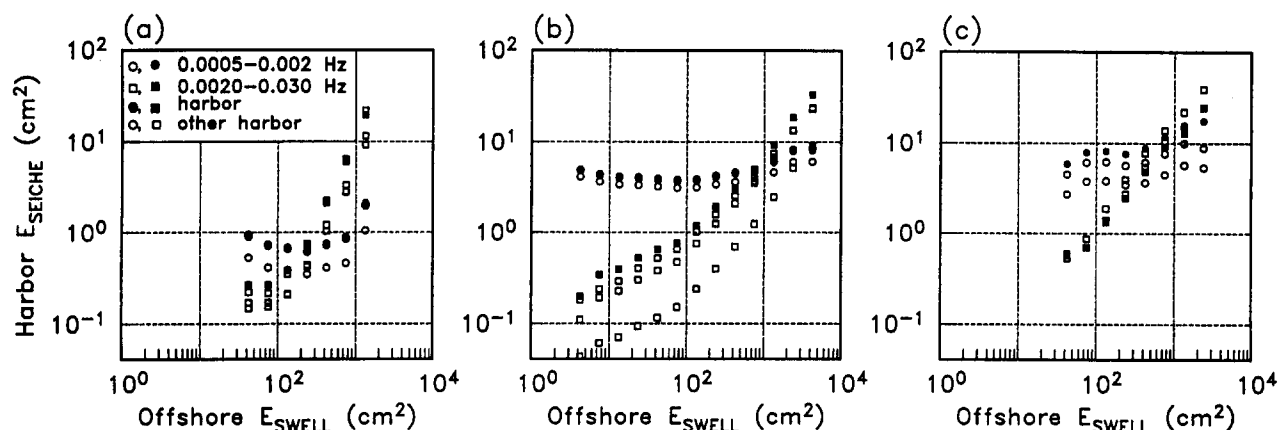 (a) (b) (c)
Harbor E_SEICHE (cm²)
10² 10¹ 10⁰ 10⁻¹
○, ● 0.0005–0.002 Hz
□, ■ 0.0020–0.030 Hz
●, ■ harbor
○, □ other harbor
10² 10¹ 10⁰ 10⁻¹
10² 10¹ 10⁰ 10⁻¹
10⁰ 10² 10⁴ 10⁰ 10² 10⁴ 10⁰ 10² 10⁴
Offshore E_SWELL (cm²) Offshore E_SWELL (cm²) Offshore E_SWELL (cm²)